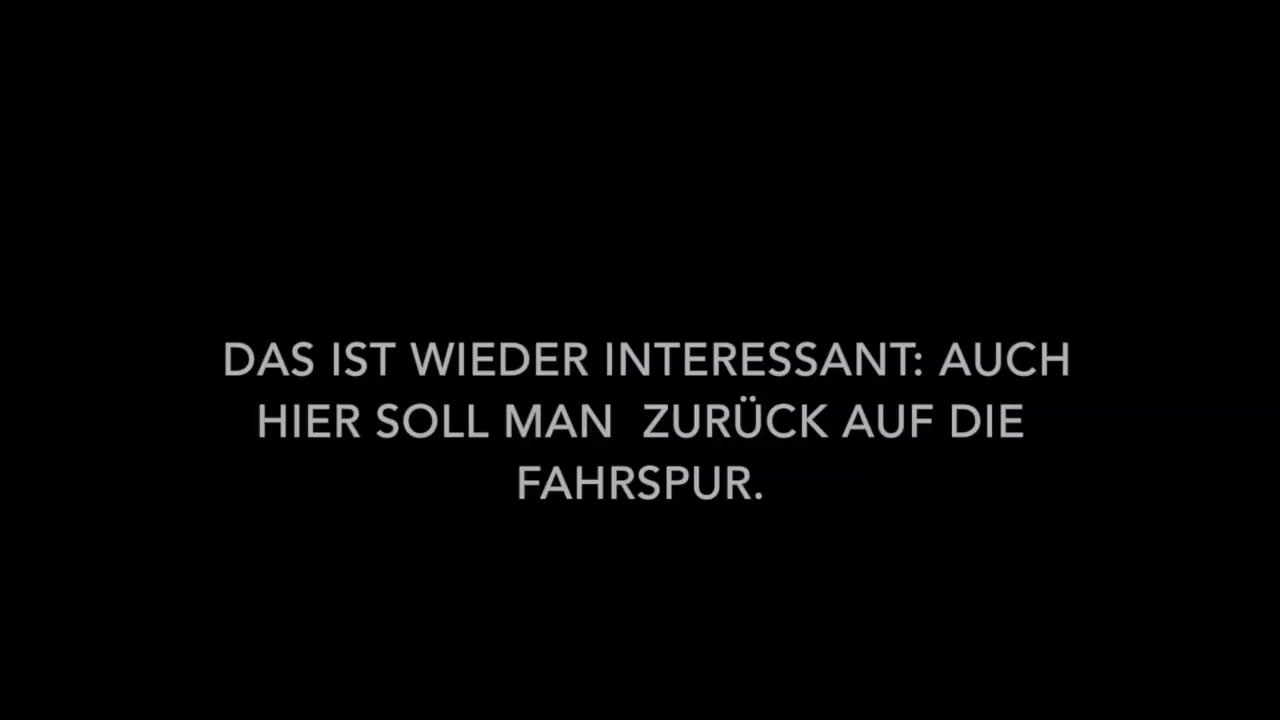 DAS IST WIEDER INTERESSANT: AUCH
HIER SOLL MAN  ZURÜCK AUF DIE
FAHRSPUR.